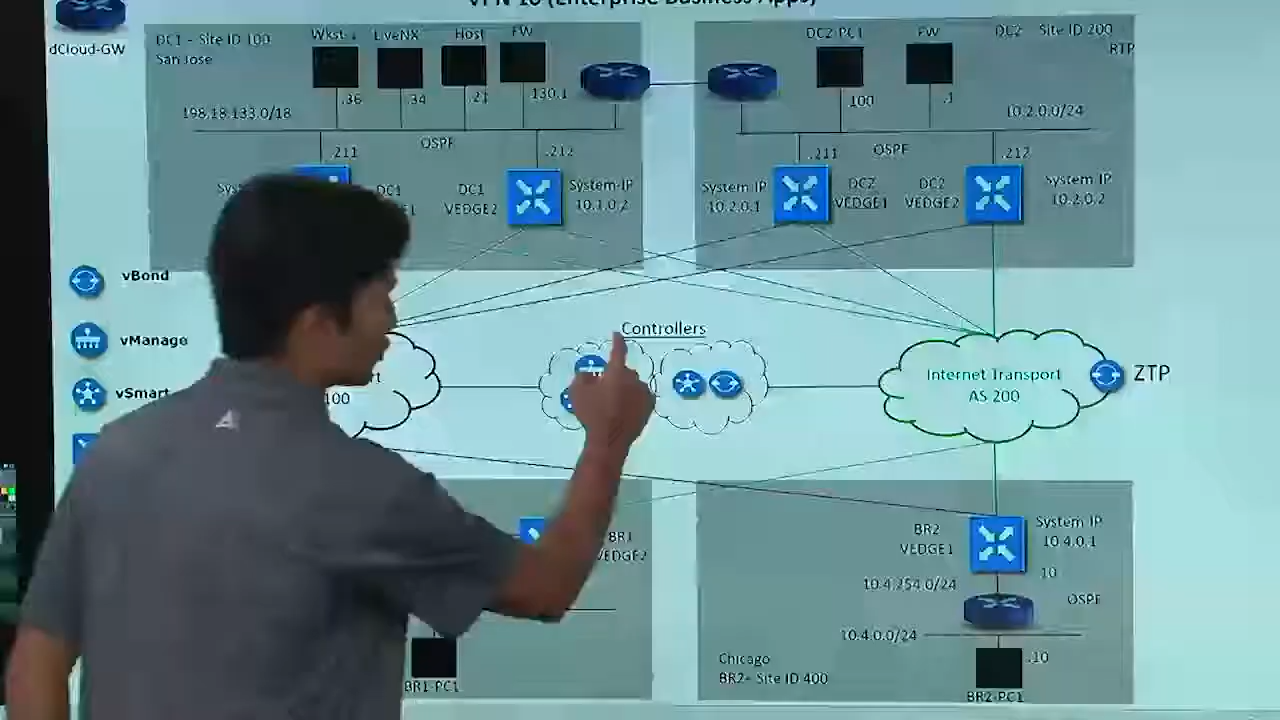 VPN 10 (Enterprise Business Apps)
dCloud-GW
DC1 - Site ID 100
San Jose
Wkst-1
LiveNX
Host
FW
.36
.34
.21
130.1
198.18.133.0/18
OSPF
.211
.212
DC1
DC1
VEDGE2
System-IP
10.1.0.2
DC2-PC1
FW
DC2
Site ID 200
RTP
100
.1
10.2.0.0/24
OSPF
.211
.212
System IP
10.2.0.1
DC2
VEDGE1
DC2
VEDGE2
System IP
10.2.0.2
vBond
vManage
vSmart
Controllers
100
Internet Transport
AS 200
ZTP
BR1
VEDGE2
BR1-PC1
BR2
VEDGE1
System IP
10.4.0.1
10
10.4.254.0/24
OSPF
10.4.0.0/24
.10
Chicago
BR2- Site ID 400
BR2-PC1